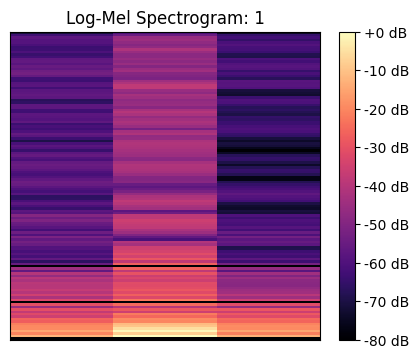 Log-Mel Spectrogram: 1
+0 dB
-10 dB
-20 dB
-30 dB
-40 dB
-50 dB
-60 dB
-70 dB
-80 dB